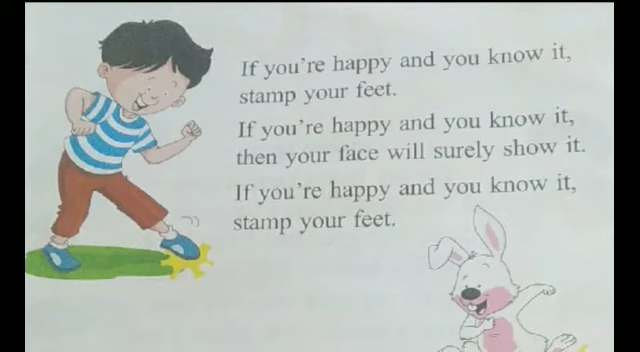 If you're happy and you know it,
stamp your feet.
If you're happy and you know it,
then your face will surely show it.
If you're happy and you know it,
stamp your feet.